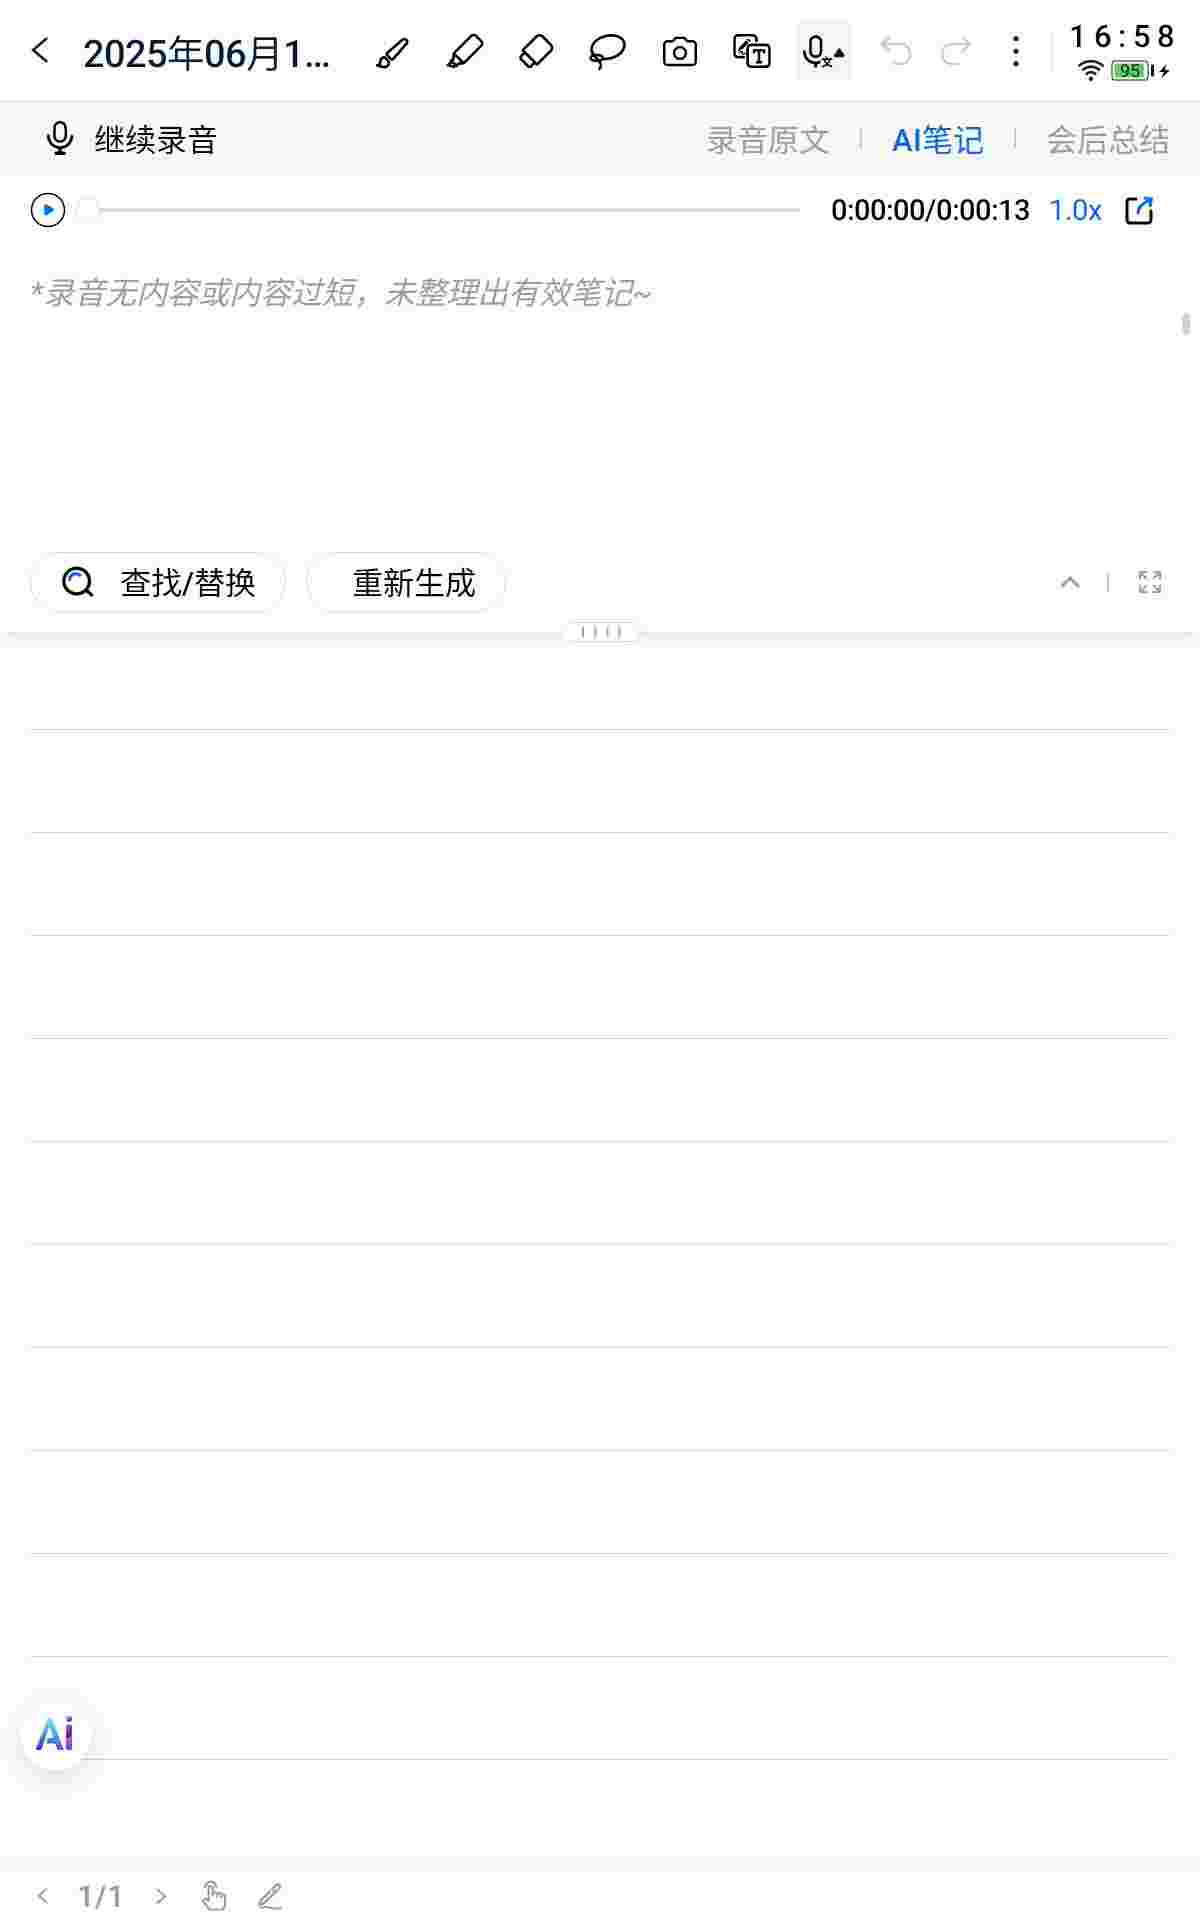 2025年06月1...
16:58
95
继续录音
录音原文
AI笔记
会后总结
0:00:00/0:00:13
1.0x
*录音无内容或内容过短，未整理出有效笔记~
查找/替换
重新生成
Ai
1/1